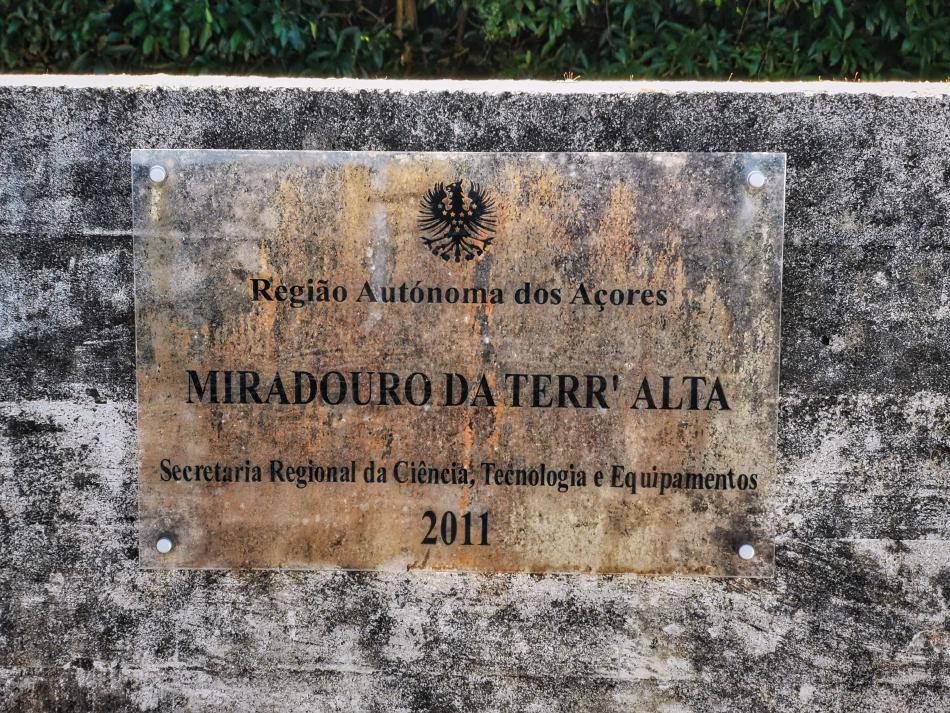 Região Autónoma dos Açores
MIRADOURO DA TERR' ALTA
Secretaria Regional da Ciência, Tecnologia e Equipamentos
2011